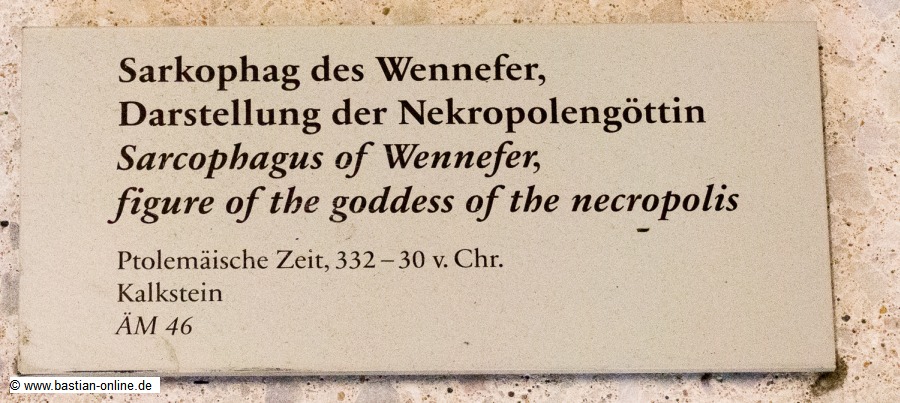 Sarkophag des Wennefer,
Darstellung der Nekropolengöttin
Sarcophagus of Wennefer,
figure of the goddess of the necropolis
Ptolemäische Zeit, 332 – 30 v. Chr.
Kalkstein
ÄM 46
© www.bastian-online.de